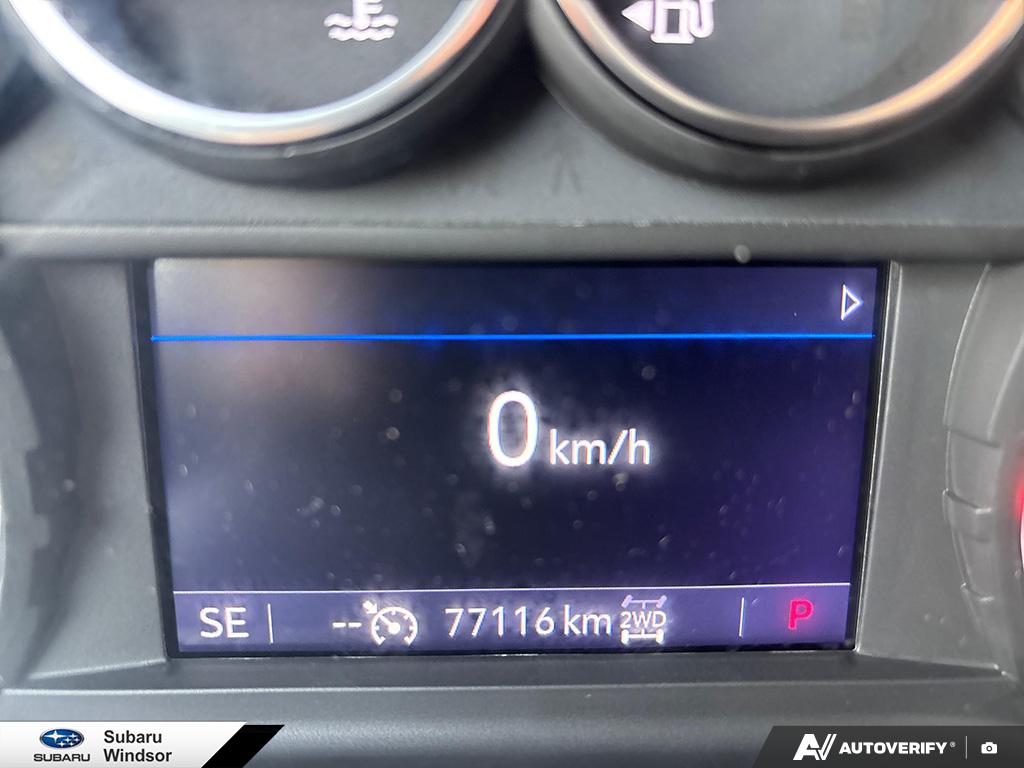 0 km/h
SE -- 77116 km 2WD P
Subaru
Windsor
SUBARU
AUTOVERIFY®